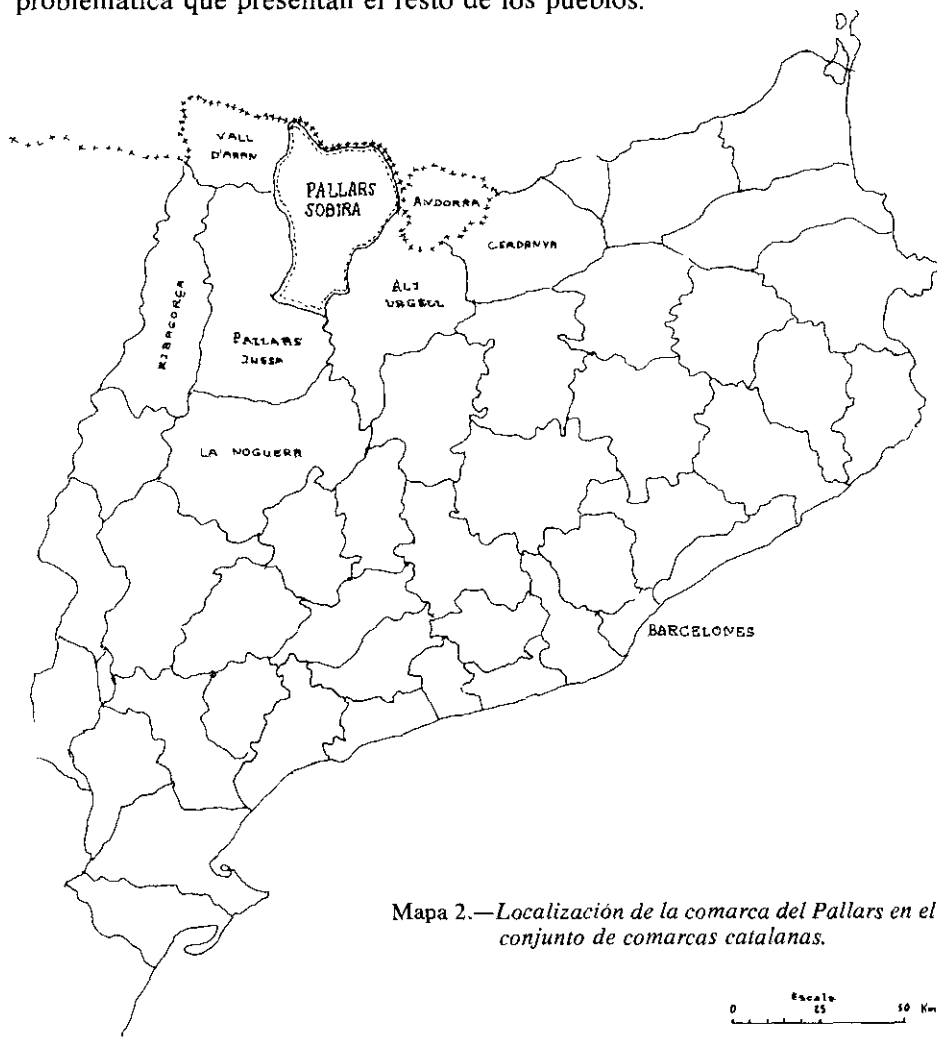 problemática que presentan el resto de los pueblos.
VALL
D'ARAN
PALLARS
SOBIRA
ANDORRA
CERDANYA
ALT
URGELL
RIBAGORÇA
PALLARS
JUSSA
LA NOGUERA
BARCELONES
Mapa 2.—Localización de la comarca del Pallars en el
conjunto de comarcas catalanas.
Escala
0 25 50 Km